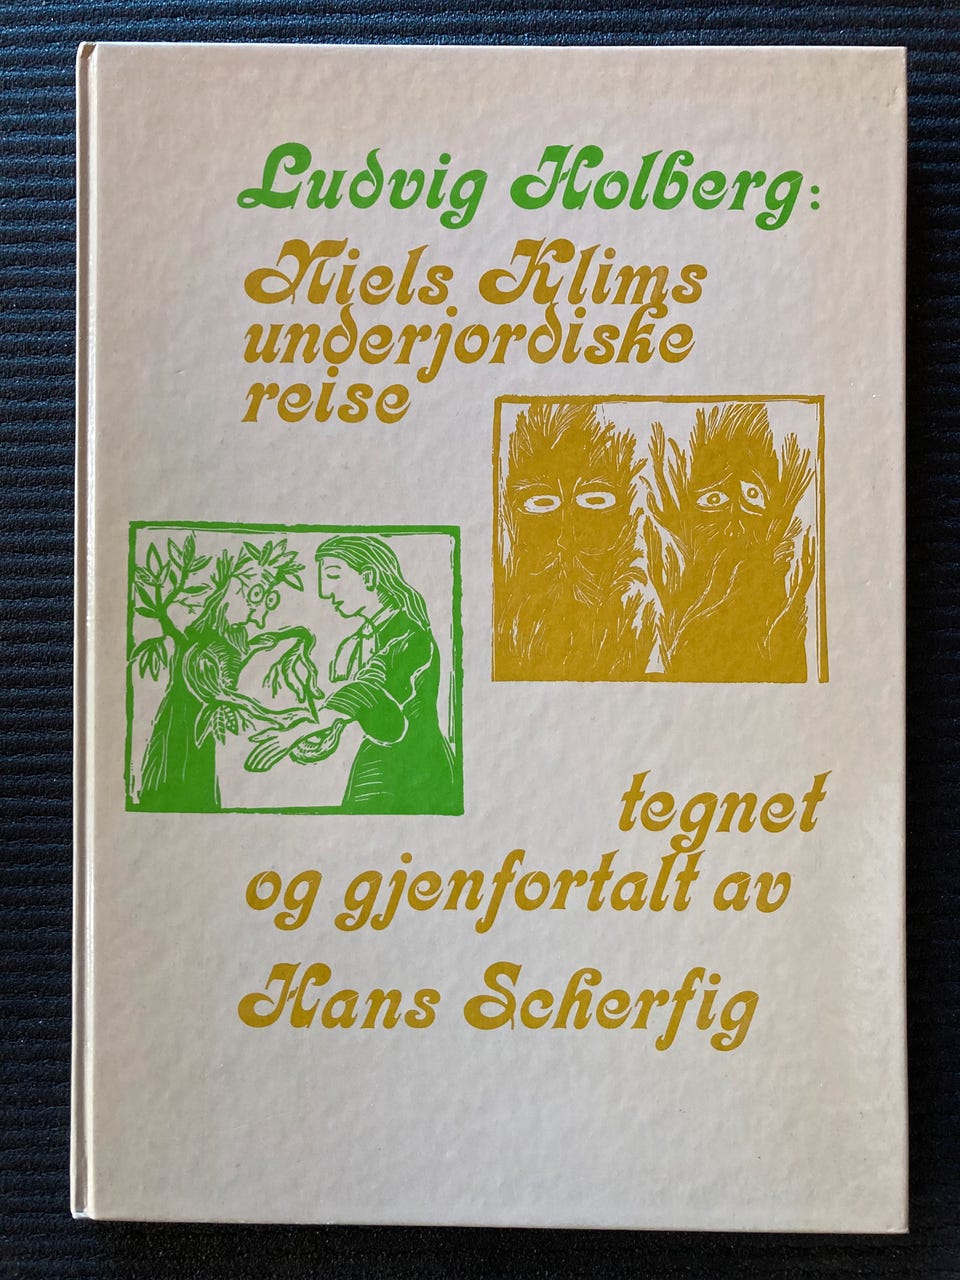 Ludvig Holberg:
Niels Klims
underjordiske
reise
tegnet
og gjenfortalt av
Hans Scherfig